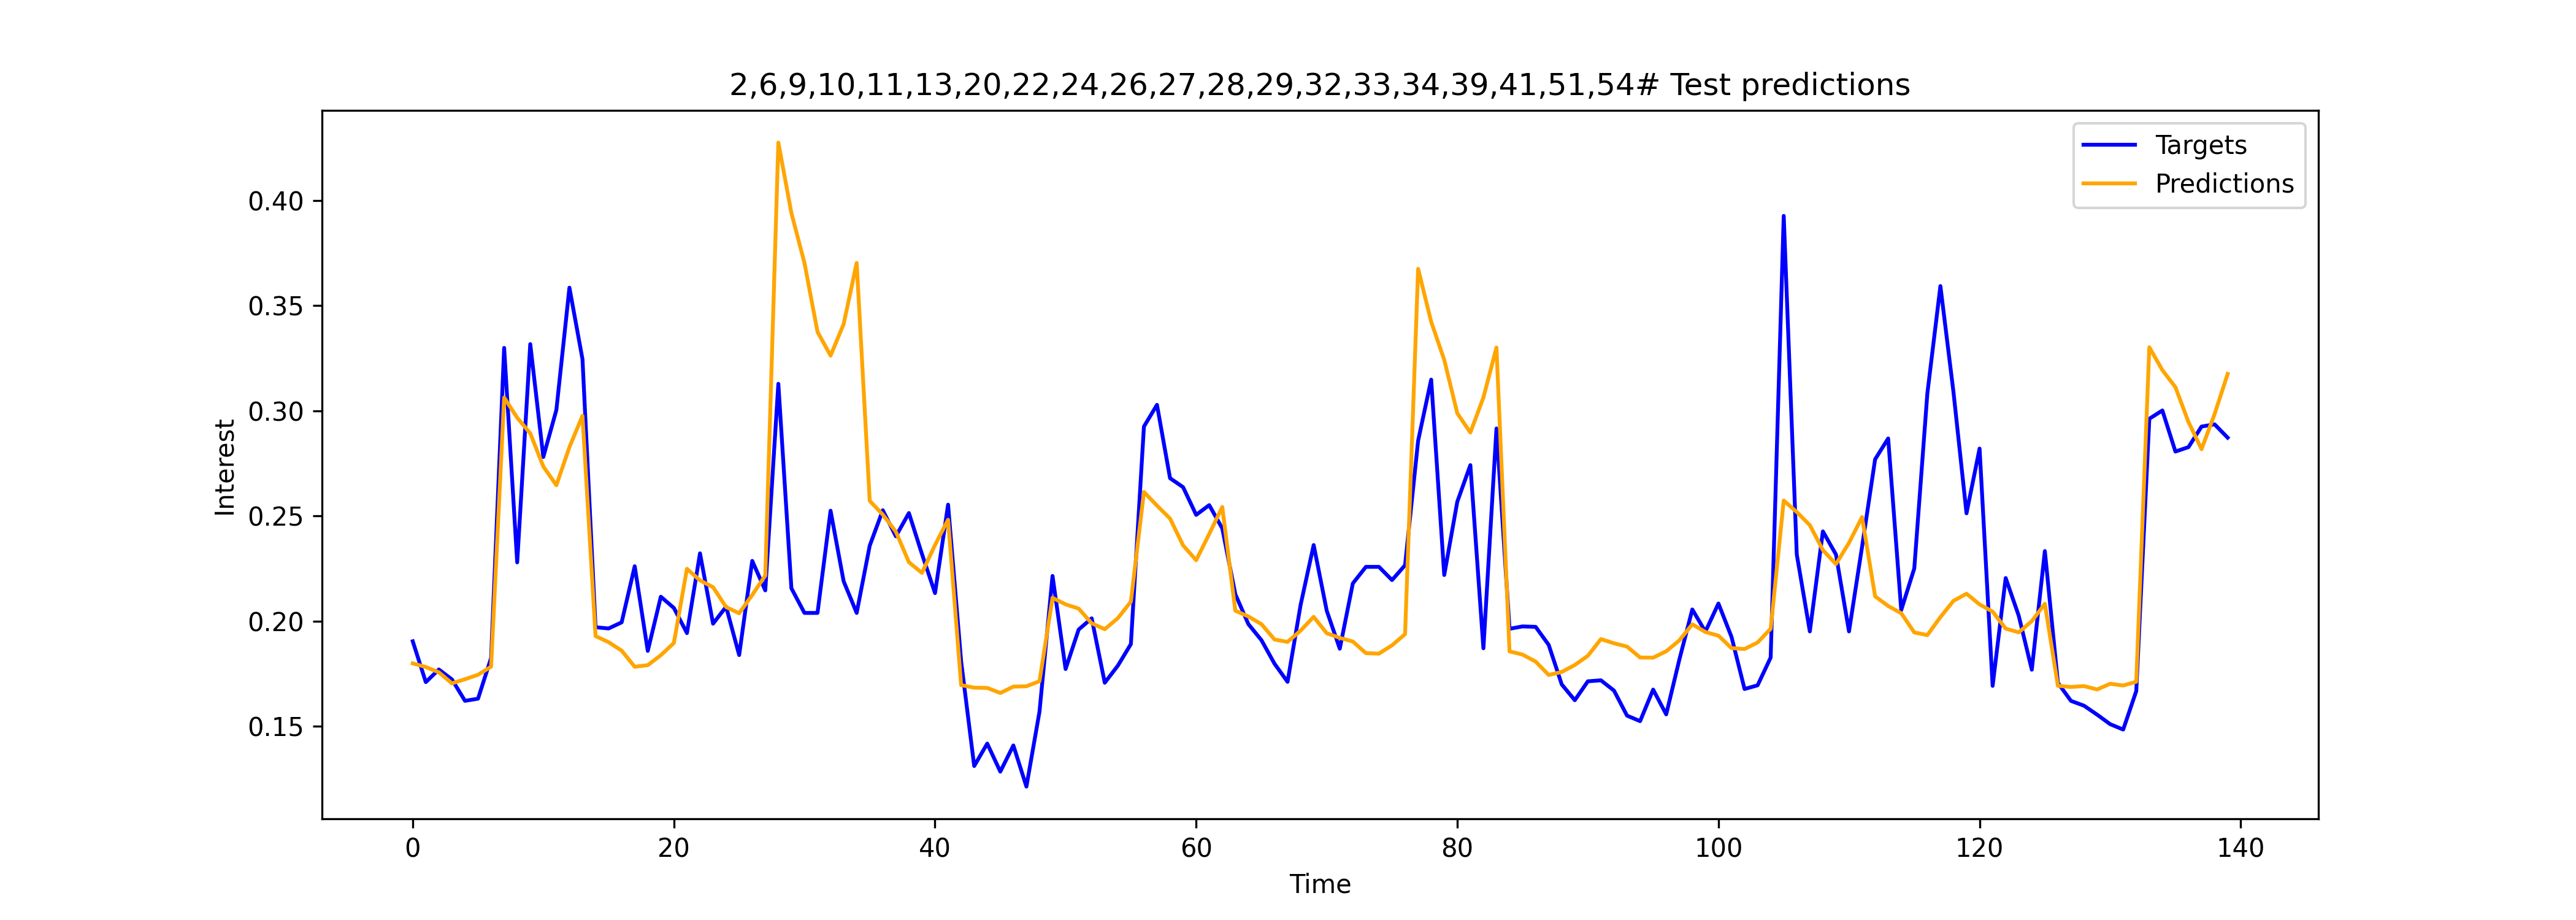 2,6,9,10,11,13,20,22,24,26,27,28,29,32,33,34,39,41,51,54# Test predictions
Targets
Predictions
0.40
0.35
0.30
0.25
0.20
0.15
Interest
0 20 40 60 80 100 120 140
Time